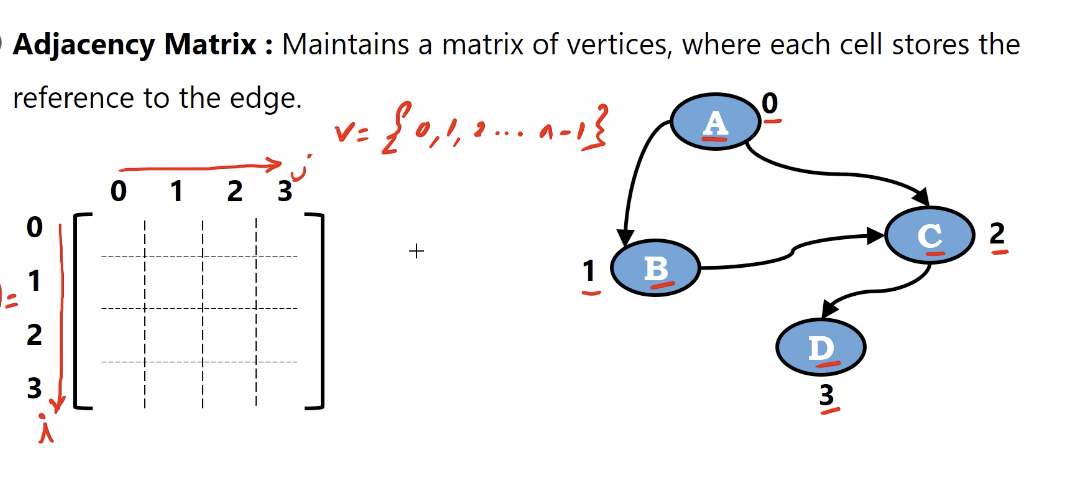 Adjacency Matrix : Maintains a matrix of vertices, where each cell stores the
reference to the edge.
v = {0, 1, 2 ... n-1}
j
0 1 2 3
0
1
=
2
3
i
A 0
1 B
C 2
D
3